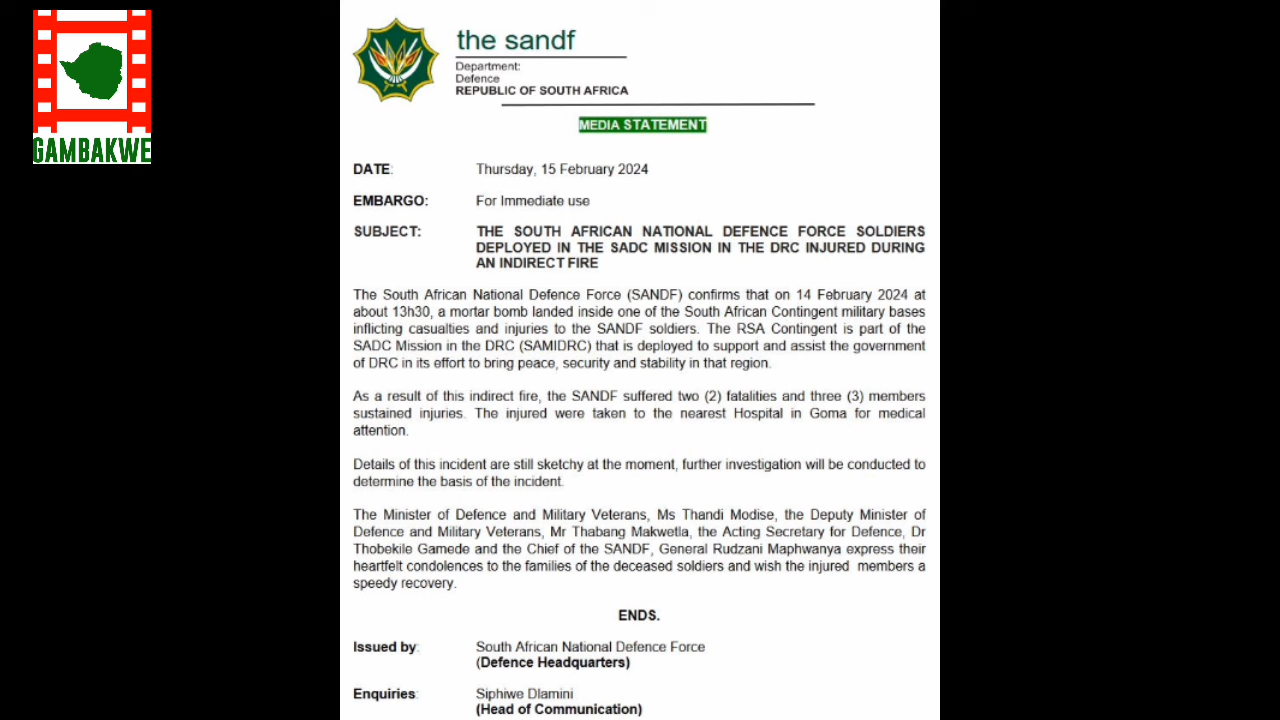 GAMBAKWE
the sandf
Department:
Defence
REPUBLIC OF SOUTH AFRICA
MEDIA STATEMENT
DATE: Thursday, 15 February 2024
EMBARGO: For Immediate use
SUBJECT: THE SOUTH AFRICAN NATIONAL DEFENCE FORCE SOLDIERS
DEPLOYED IN THE SADC MISSION IN THE DRC INJURED DURING
AN INDIRECT FIRE
The South African National Defence Force (SANDF) confirms that on 14 February 2024 at
about 13h30, a mortar bomb landed inside one of the South African Contingent military bases
inflicting casualties and injuries to the SANDF soldiers. The RSA Contingent is part of the
SADC Mission in the DRC (SAMIDRC) that is deployed to support and assist the government
of DRC in its effort to bring peace, security and stability in that region.
As a result of this indirect fire, the SANDF suffered two (2) fatalities and three (3) members
sustained injuries. The injured were taken to the nearest Hospital in Goma for medical
attention.
Details of this incident are still sketchy at the moment, further investigation will be conducted to
determine the basis of the incident.
The Minister of Defence and Military Veterans, Ms Thandi Modise, the Deputy Minister of
Defence and Military Veterans, Mr Thabang Makwetla, the Acting Secretary for Defence, Dr
Thobekile Gamede and the Chief of the SANDF, General Rudzani Maphwanya express their
heartfelt condolences to the families of the deceased soldiers and wish the injured members a
speedy recovery.
ENDS.
Issued by: South African National Defence Force
(Defence Headquarters)
Enquiries: Siphiwe Dlamini
(Head of Communication)